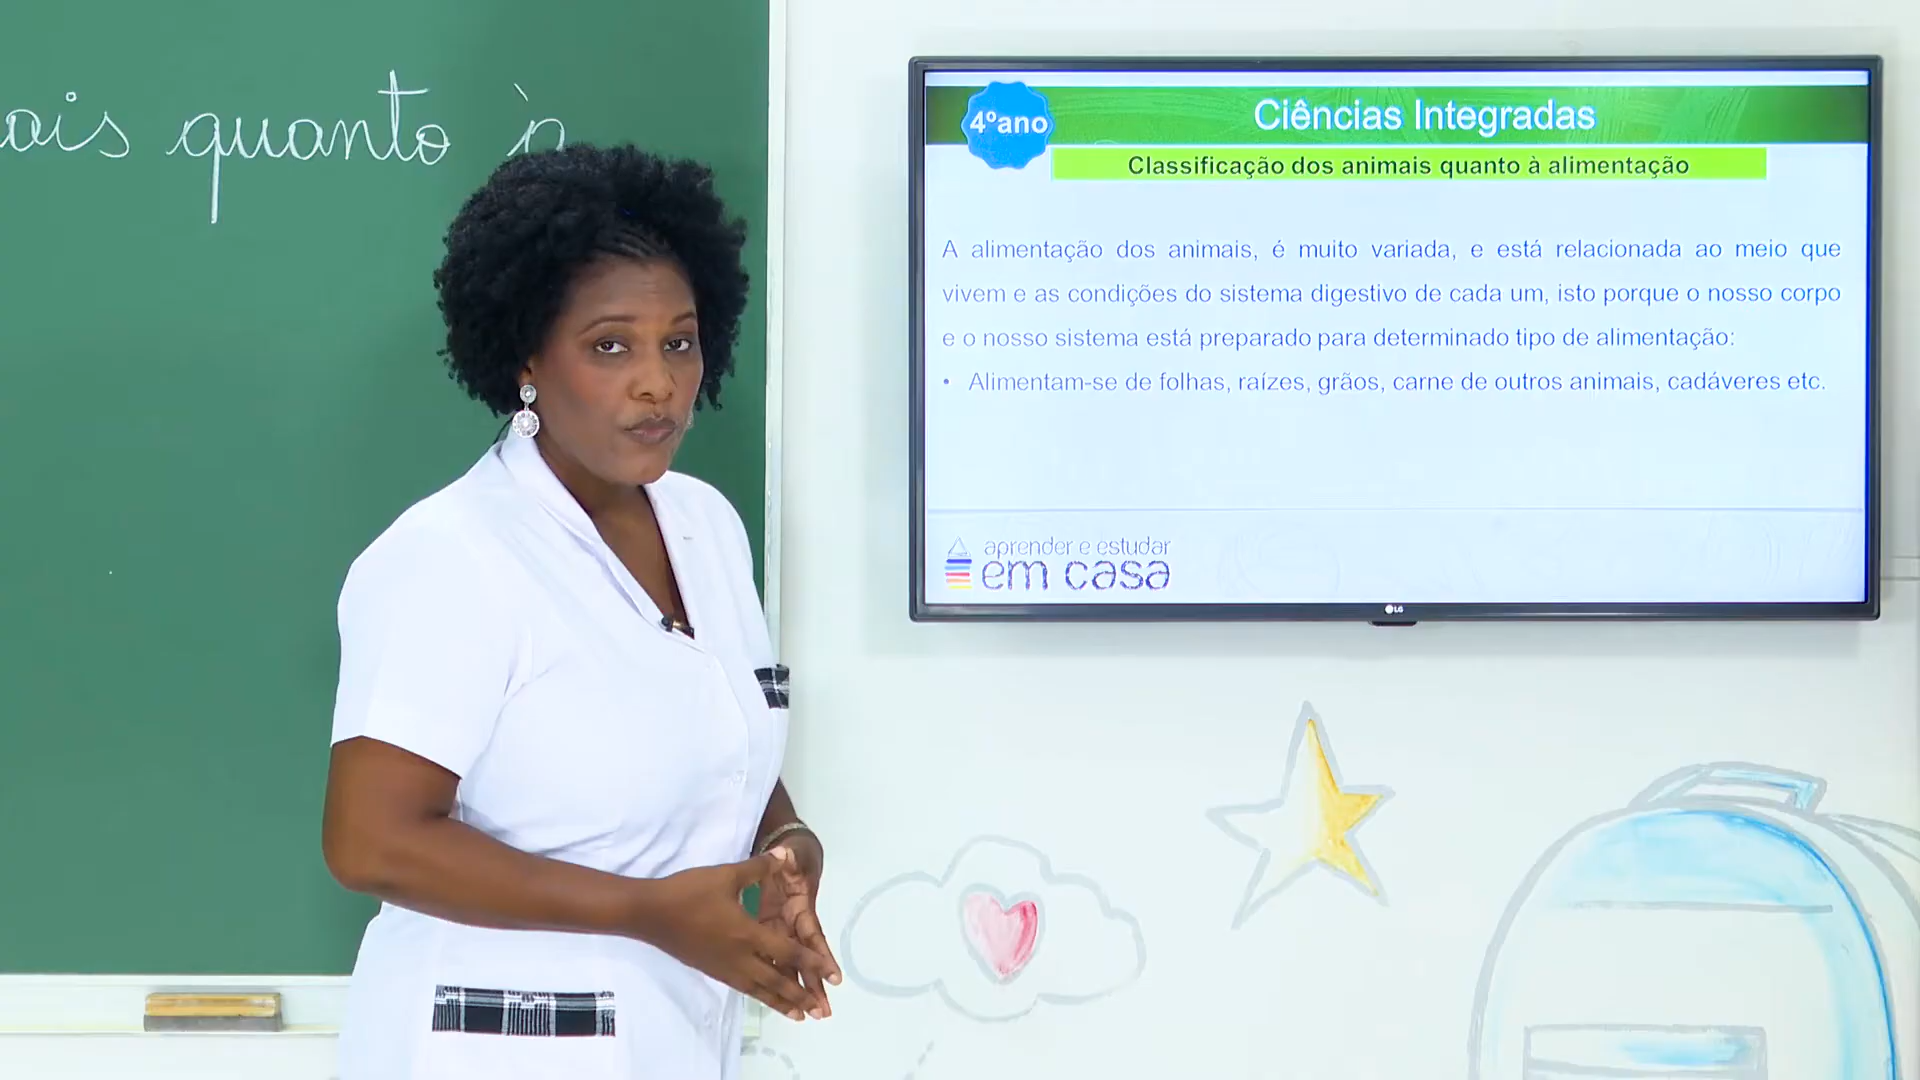 ais quanto à
4ºano
Ciências Integradas
Classificação dos animais quanto à alimentação
A alimentação dos animais, é muito variada, e está relacionada ao meio que
vivem e as condições do sistema digestivo de cada um, isto porque o nosso corpo
e o nosso sistema está preparado para determinado tipo de alimentação:
• Alimentam-se de folhas, raízes, grãos, carne de outros animais, cadáveres etc.
aprender e estudar
em casa
LG